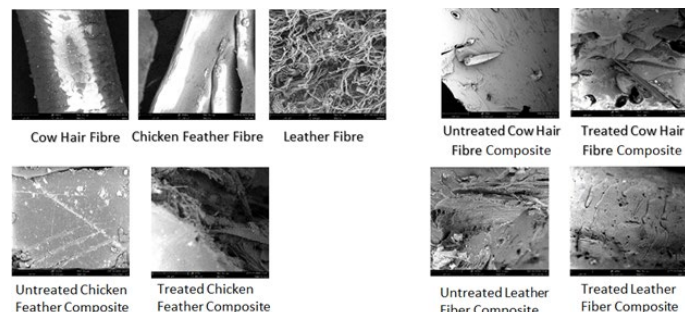 Cow Hair Fibre
Chicken Feather Fibre
Leather Fibre
Untreated Cow Hair
Fibre Composite
Treated Cow Hair
Fibre Composite
Untreated Chicken
Feather Composite
Treated Chicken
Feather Composite
Untreated Leather
Fiber Composite
Treated Leather
Fiber Composite